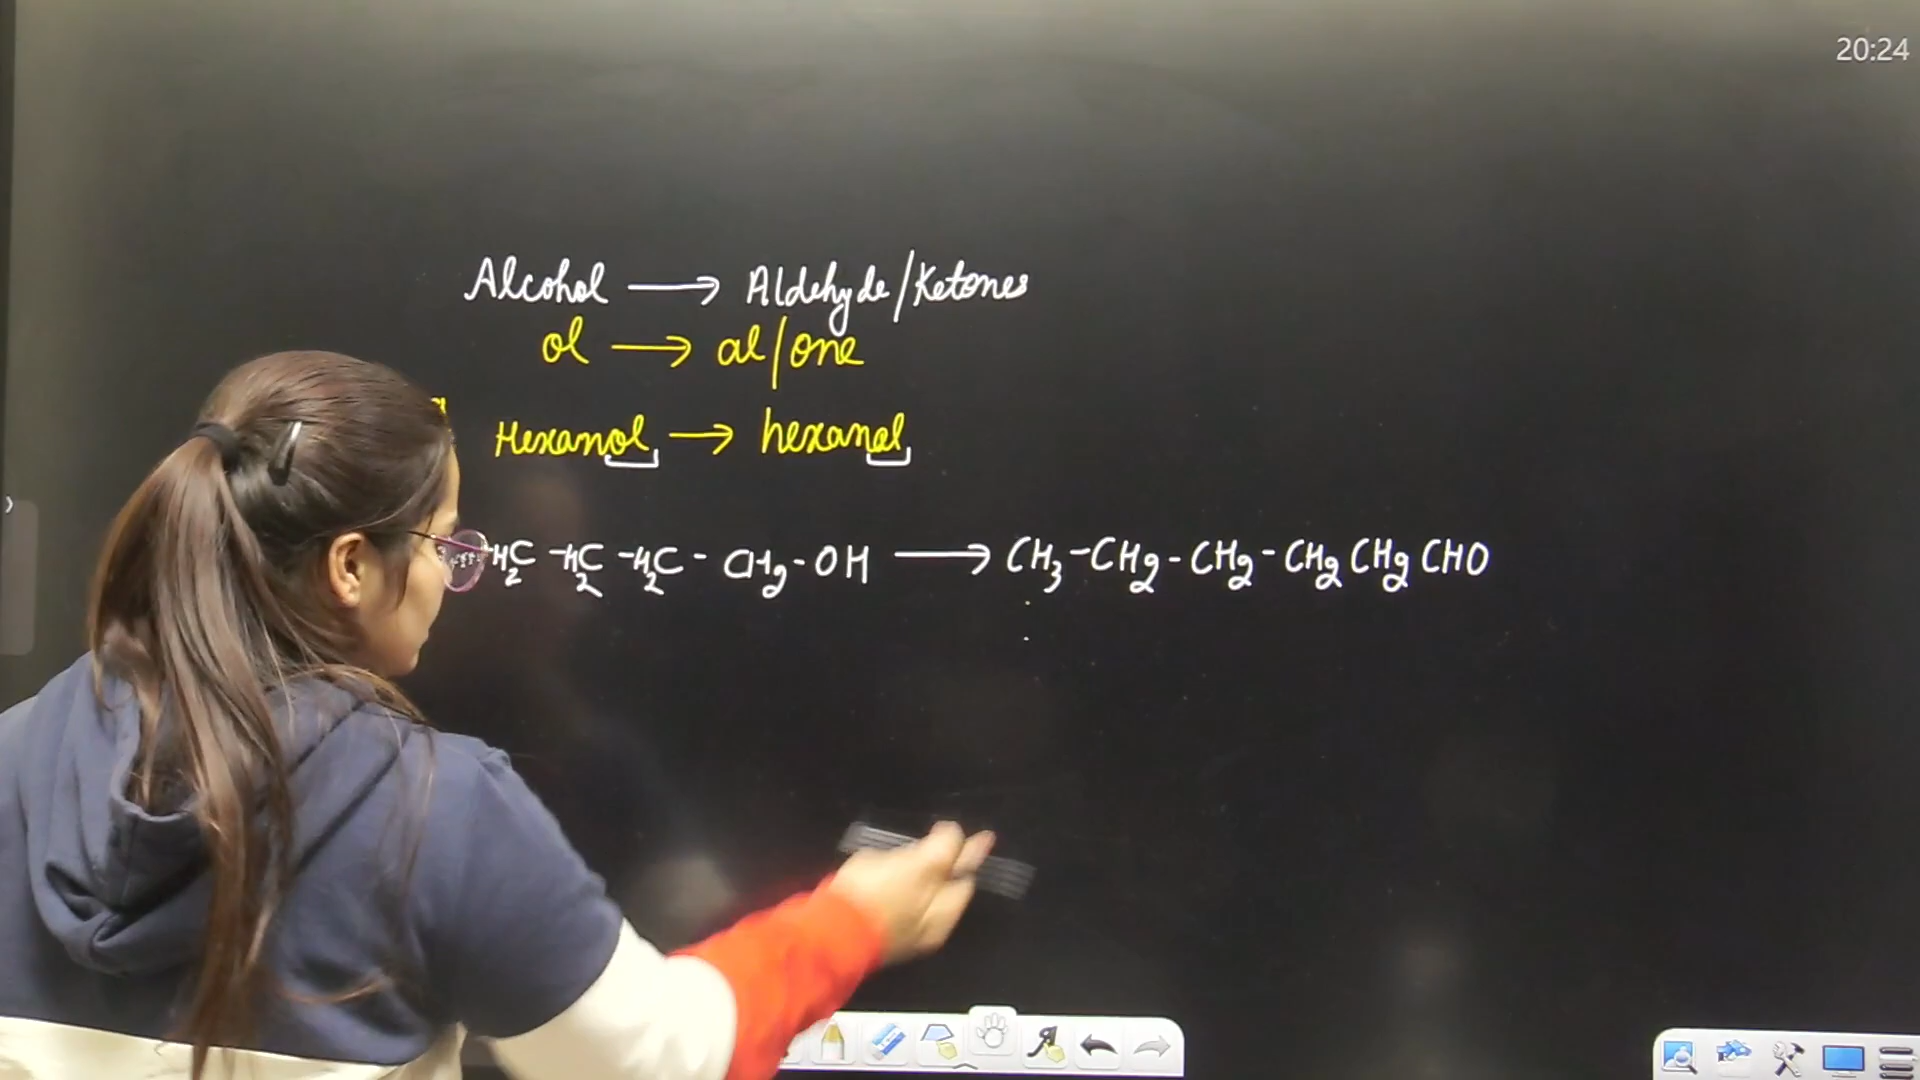 20:24
Alcohol → Aldehyde/Ketones
ol → al/one
Hexanol → hexanal
H₂C - H₂C - H₂C - CH₂ - OH → CH₃ - CH₂ - CH₂ - CH₂ CH₂ CHO